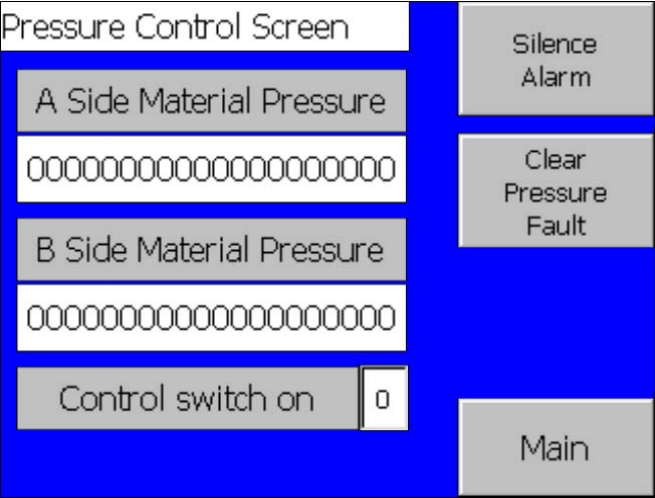 Pressure Control Screen
Silence
Alarm
A Side Material Pressure
00000000000000000000
Clear
Pressure
Fault
B Side Material Pressure
00000000000000000000
Control switch on 0
Main